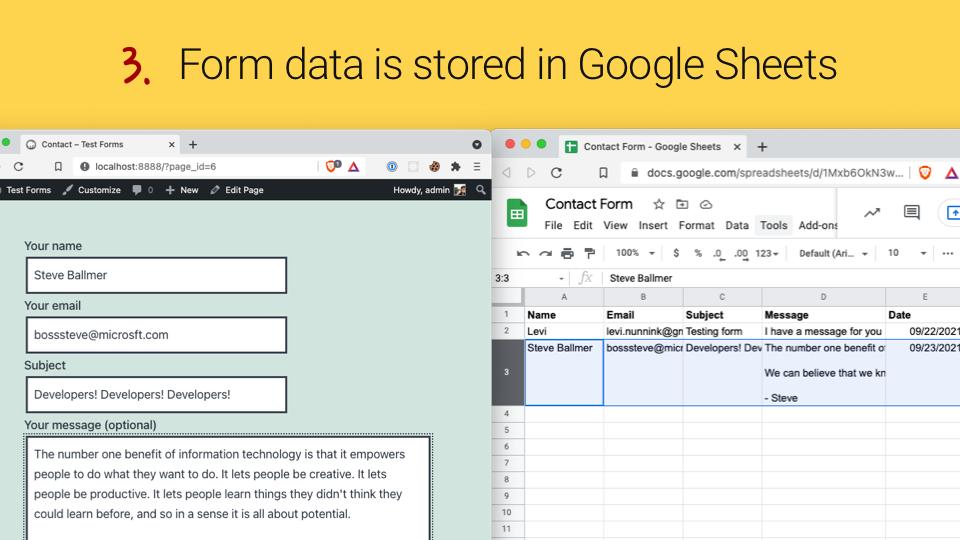 3. Form data is stored in Google Sheets
Contact – Test Forms
localhost:8888/?page_id=6
1
Test Forms Customize 0 New Edit Page Howdy, admin
Your name
Steve Ballmer
Your email
bosssteve@microsft.com
Subject
Developers! Developers! Developers!
Your message (optional)
The number one benefit of information technology is that it empowers
people to do what they want to do. It lets people be creative. It lets
people be productive. It lets people learn things they didn't think they
could learn before, and so in a sense it is all about potential.
Contact Form - Google Sheets
docs.google.com/spreadsheets/d/1Mxb6OkN3w...
Contact Form
File Edit View Insert Format Data Tools Add-ons
100% $ % .0 .00 123 Default (Ari... 10
3:3 fx Steve Ballmer
A B C D E
1 Name Email Subject Message Date
2 Levi levi.nunnink@gm Testing form I have a message for you 09/22/2021
3 Steve Ballmer bosssteve@micr Developers! Dev The number one benefit of 09/23/2021
We can believe that we kn
- Steve
4
5
6
7
8
9
10
11